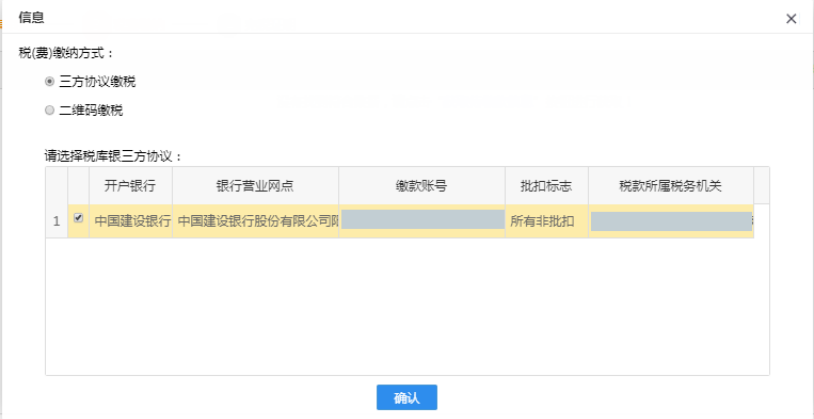 信息
税(费)缴纳方式：
三方协议缴税
二维码缴税
请选择税库银三方协议：
开户银行 银行营业网点 缴款账号 批扣标志 税款所属税务机关
1 中国建设银行 中国建设银行股份有限公司 所有非批扣
确认